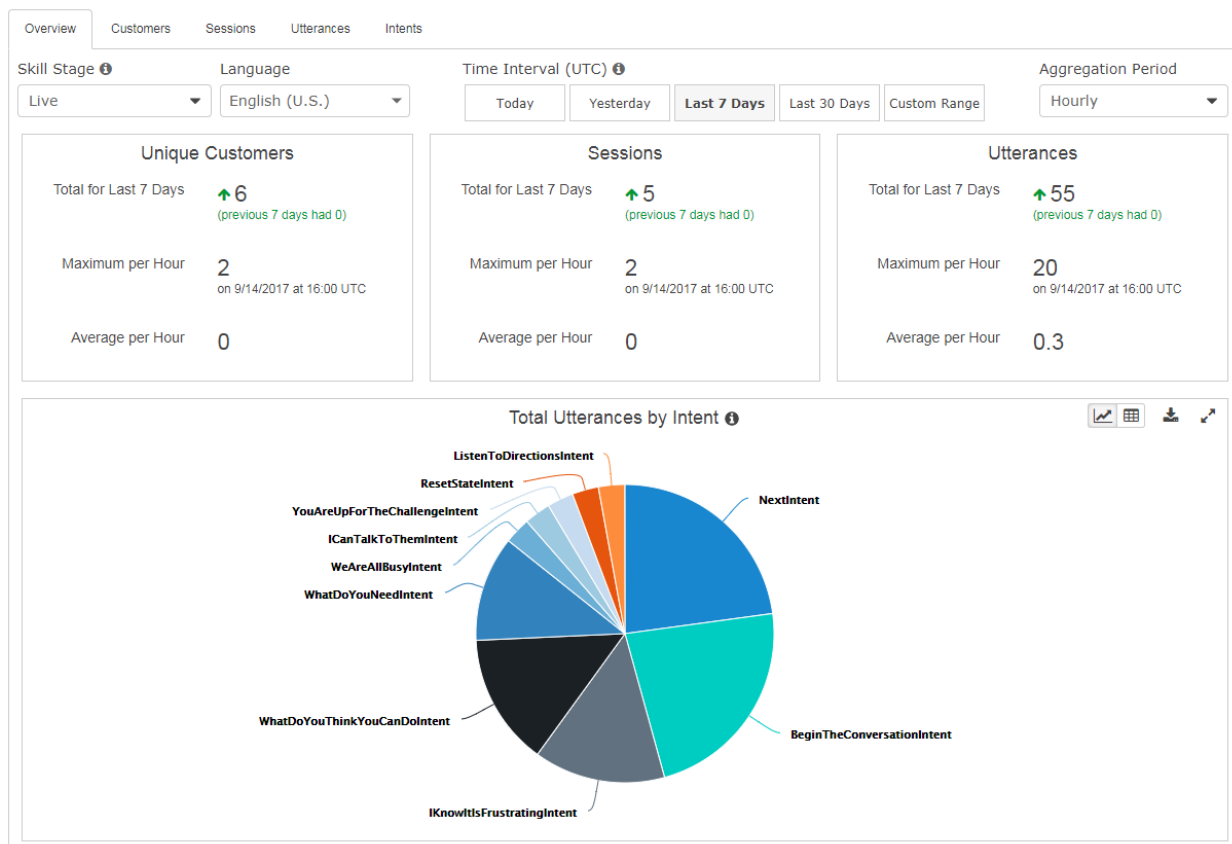 Overview Customers Sessions Utterances Intents
Skill Stage Language Time Interval (UTC) Aggregation Period
Live English (U.S.) Today Yesterday Last 7 Days Last 30 Days Custom Range Hourly
Unique Customers
Total for Last 7 Days 6
(previous 7 days had 0)
Maximum per Hour 2
on 9/14/2017 at 16:00 UTC
Average per Hour 0
Sessions
Total for Last 7 Days 5
(previous 7 days had 0)
Maximum per Hour 2
on 9/14/2017 at 16:00 UTC
Average per Hour 0
Utterances
Total for Last 7 Days 55
(previous 7 days had 0)
Maximum per Hour 20
on 9/14/2017 at 16:00 UTC
Average per Hour 0.3
Total Utterances by Intent
ListenToDirectionsIntent
ResetStateIntent
NextIntent
YouAreUpForTheChallengeIntent
ICanTalkToThemIntent
WeAreAllBusyIntent
WhatDoYouNeedIntent
WhatDoYouThinkYouCanDoIntent
BeginTheConversationIntent
IKnowItIsFrustratingIntent